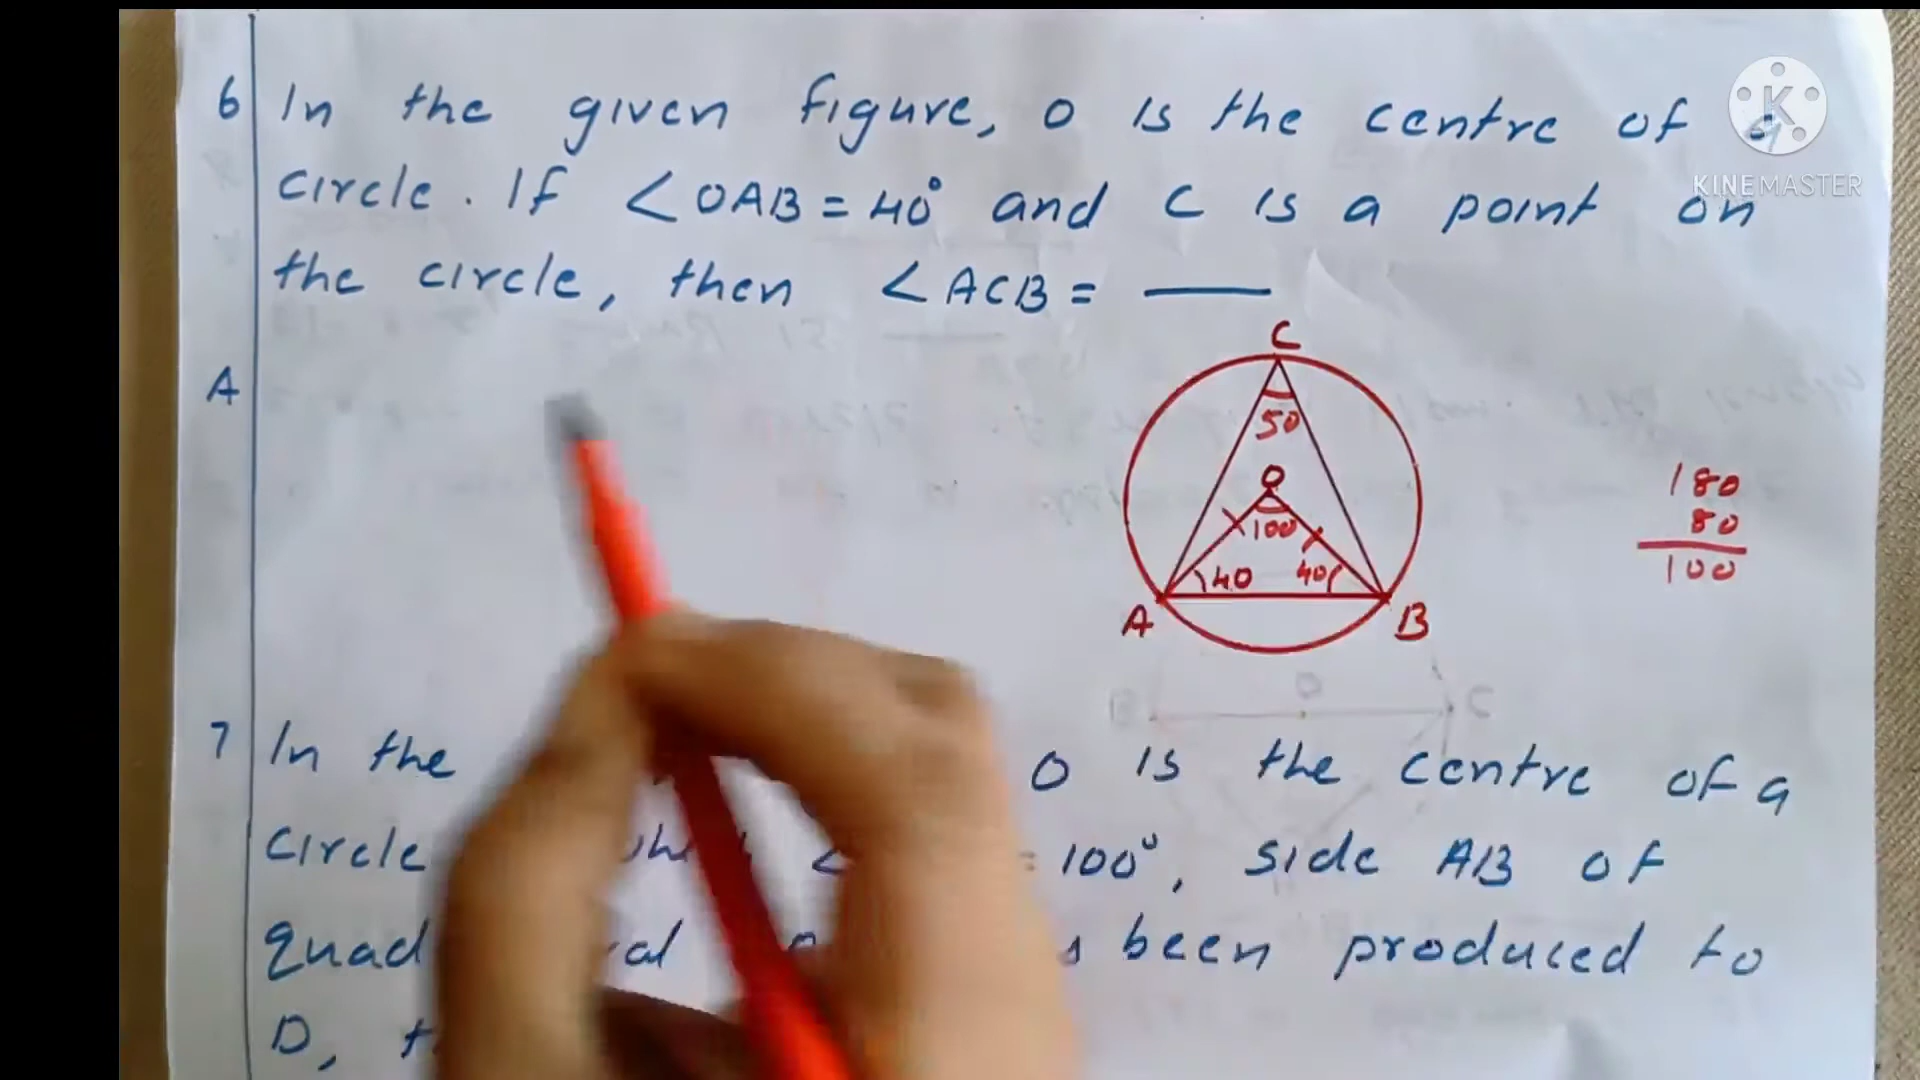 6 In the given figure, O is the centre of a
circle. If ∠OAB = 40° and C is a point on
the circle, then ∠ACB = ___
A
C
50
O
100
40 40
A B
180
80
100
B O C
7 In the O is the centre of a
circle ∠ = 100°, side AB of
been produced to
D,
KINEMASTER